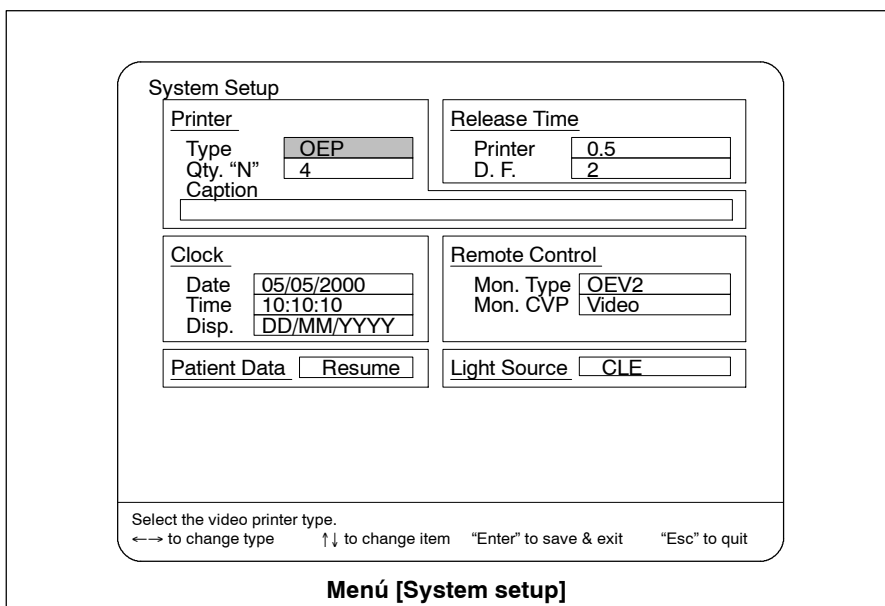 System Setup
Printer
Type OEP
Qty. “N” 4
Caption
Release Time
Printer 0.5
D. F. 2
Clock
Date 05/05/2000
Time 10:10:10
Disp. DD/MM/YYYY
Remote Control
Mon. Type OEV2
Mon. CVP Video
Patient Data Resume
Light Source CLE
Select the video printer type.
←→ to change type ↑↓ to change item “Enter” to save & exit “Esc” to quit
Menú [System setup]